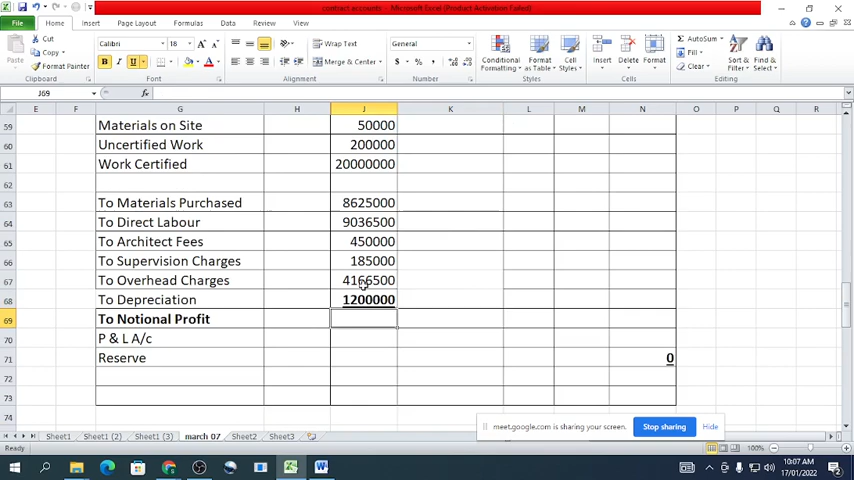 contract accounts - Microsoft Excel (Product Activation Failed)
File Home Insert Page Layout Formulas Data Review View
Cut
Copy
Format Painter
Paste
Clipboard
Calibri 18
B I U
Font
Wrap Text
Merge & Center
Alignment
General
$ % ,
Number
Conditional Formatting
Format as Table
Cell Styles
Styles
Insert Delete Format
Cells
AutoSum
Fill
Clear
Sort & Filter
Find & Select
Editing
J69 fx
E F G H J K L M N O P Q R
59 Materials on Site 50000
60 Uncertified Work 200000
61 Work Certified 20000000
62
63 To Materials Purchased 8625000
64 To Direct Labour 9036500
65 To Architect Fees 450000
66 To Supervision Charges 185000
67 To Overhead Charges 4166500
68 To Depreciation 1200000
69 To Notional Profit
70 P & L A/c
71 Reserve 0
72
73
74
meet.google.com is sharing your screen. Stop sharing Hide
Sheet1 Sheet1 (2) Sheet1 (3) march 07 Sheet2 Sheet3
Ready 100%
10:07 AM
17/01/2022
2